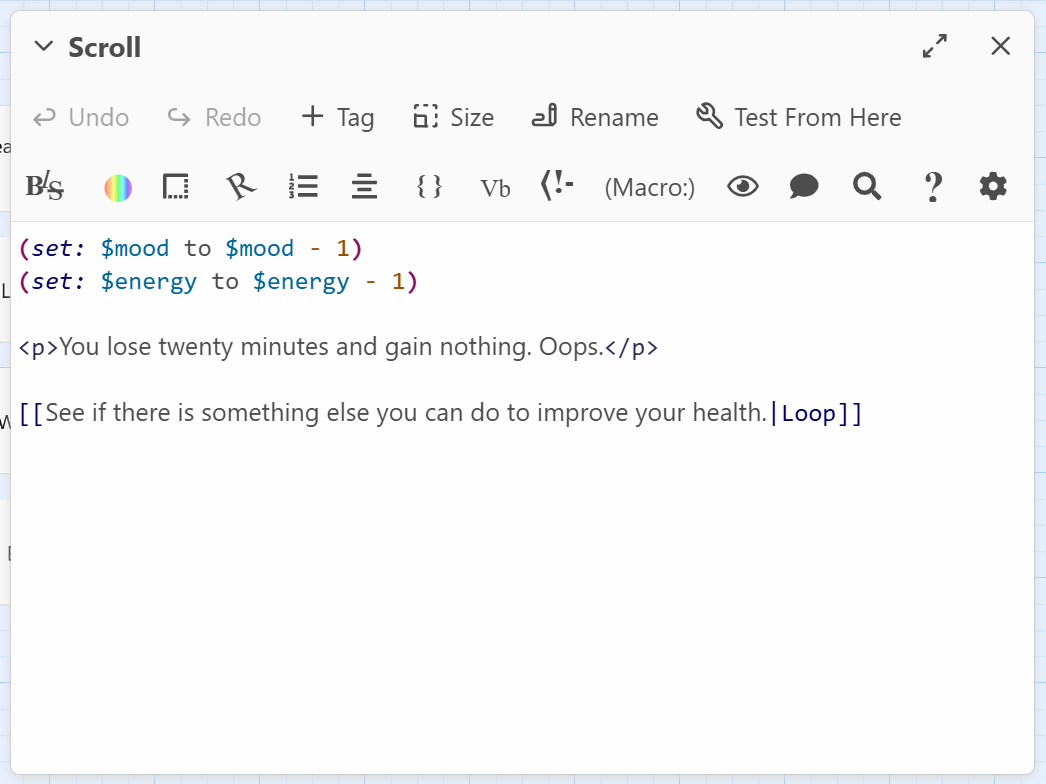 Scroll
Undo Redo + Tag Size Rename Test From Here
BIS R { } Vb (!- (Macro:) ?
(set: $mood to $mood - 1)
(set: $energy to $energy - 1)
<p>You lose twenty minutes and gain nothing. Oops.</p>
[[See if there is something else you can do to improve your health.|Loop]]